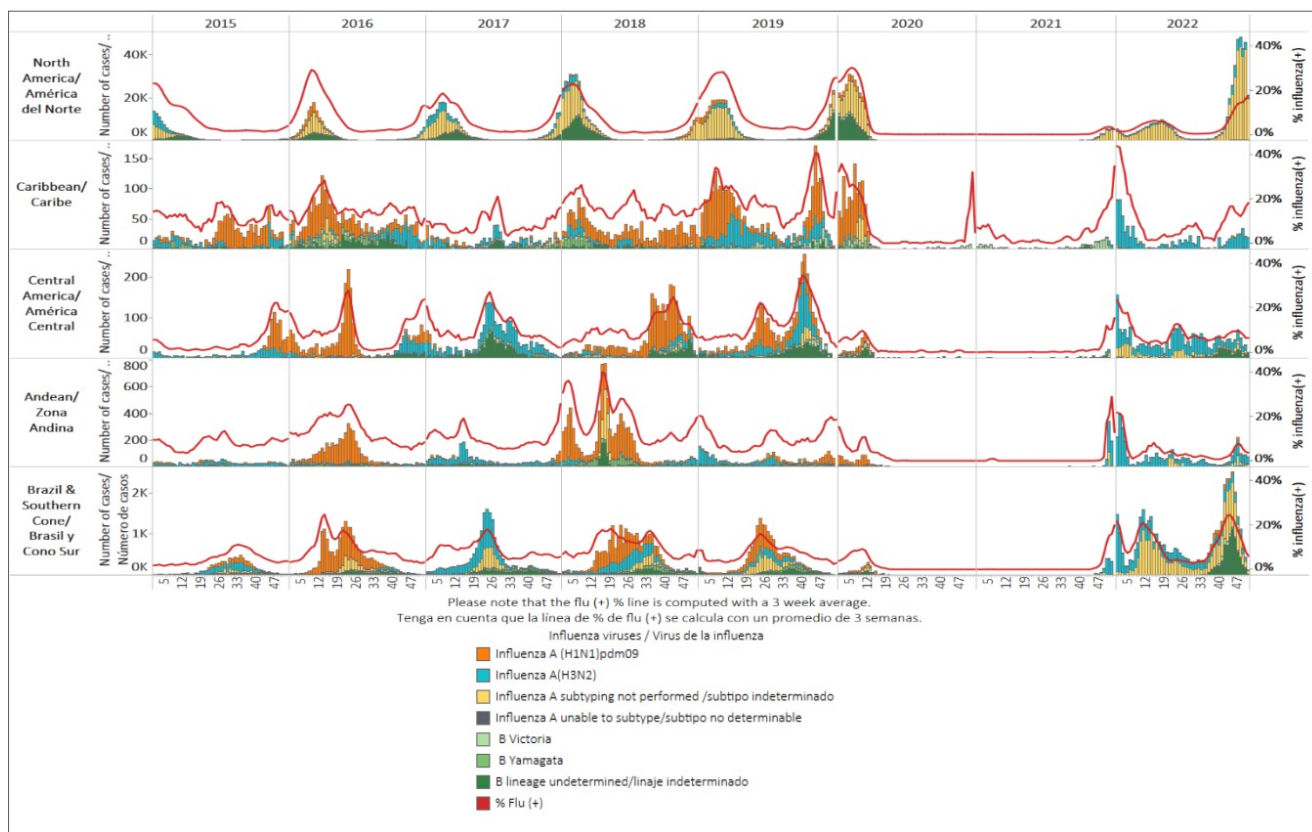 2015 2016 2017 2018 2019 2020 2021 2022
North
America/
América
del Norte
Number of cases/ ..
40K
20K
0K
40%
20%
0%
% influenza(+)
Caribbean/
Caribe
Number of cases/ ..
150
100
50
0
40%
20%
0%
% influenza(+)
Central
America/
América
Central
Number of cases/ ..
200
100
0
40%
20%
0%
% influenza(+)
Andean/
Zona
Andina
Number of cases/ ..
800
600
400
200
0
40%
20%
0%
% influenza(+)
Brazil &
Southern
Cone/
Brasil y
Cono Sur
Number of cases/
Número de casos
2K
1K
0K
40%
20%
0%
% influenza(+)
5 12 19 26 33 40 47 5 12 19 26 33 40 47 5 12 19 26 33 40 47 5 12 19 26 33 40 47 5 12 19 26 33 40 47 5 12 19 26 33 40 47 5 12 19 26 33 40 47 5 12 19 26 33 40 47
Please note that the flu (+) % line is computed with a 3 week average.
Tenga en cuenta que la línea de % de flu (+) se calcula con un promedio de 3 semanas.
Influenza viruses / Virus de la influenza
Influenza A (H1N1)pdm09
Influenza A(H3N2)
Influenza A subtyping not performed /subtipo indeterminado
Influenza A unable to subtype/subtipo no determinable
B Victoria
B Yamagata
B lineage undetermined/linaje indeterminado
% Flu (+)